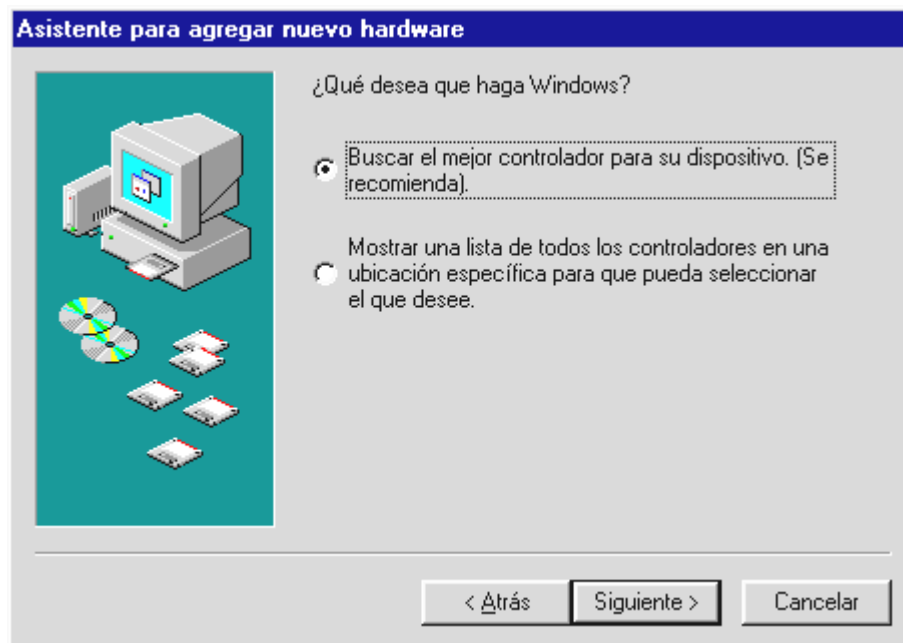 Asistente para agregar nuevo hardware
¿Qué desea que haga Windows?
Buscar el mejor controlador para su dispositivo. (Se
recomienda).
Mostrar una lista de todos los controladores en una
ubicación específica para que pueda seleccionar
el que desee.
< Atrás
Siguiente >
Cancelar